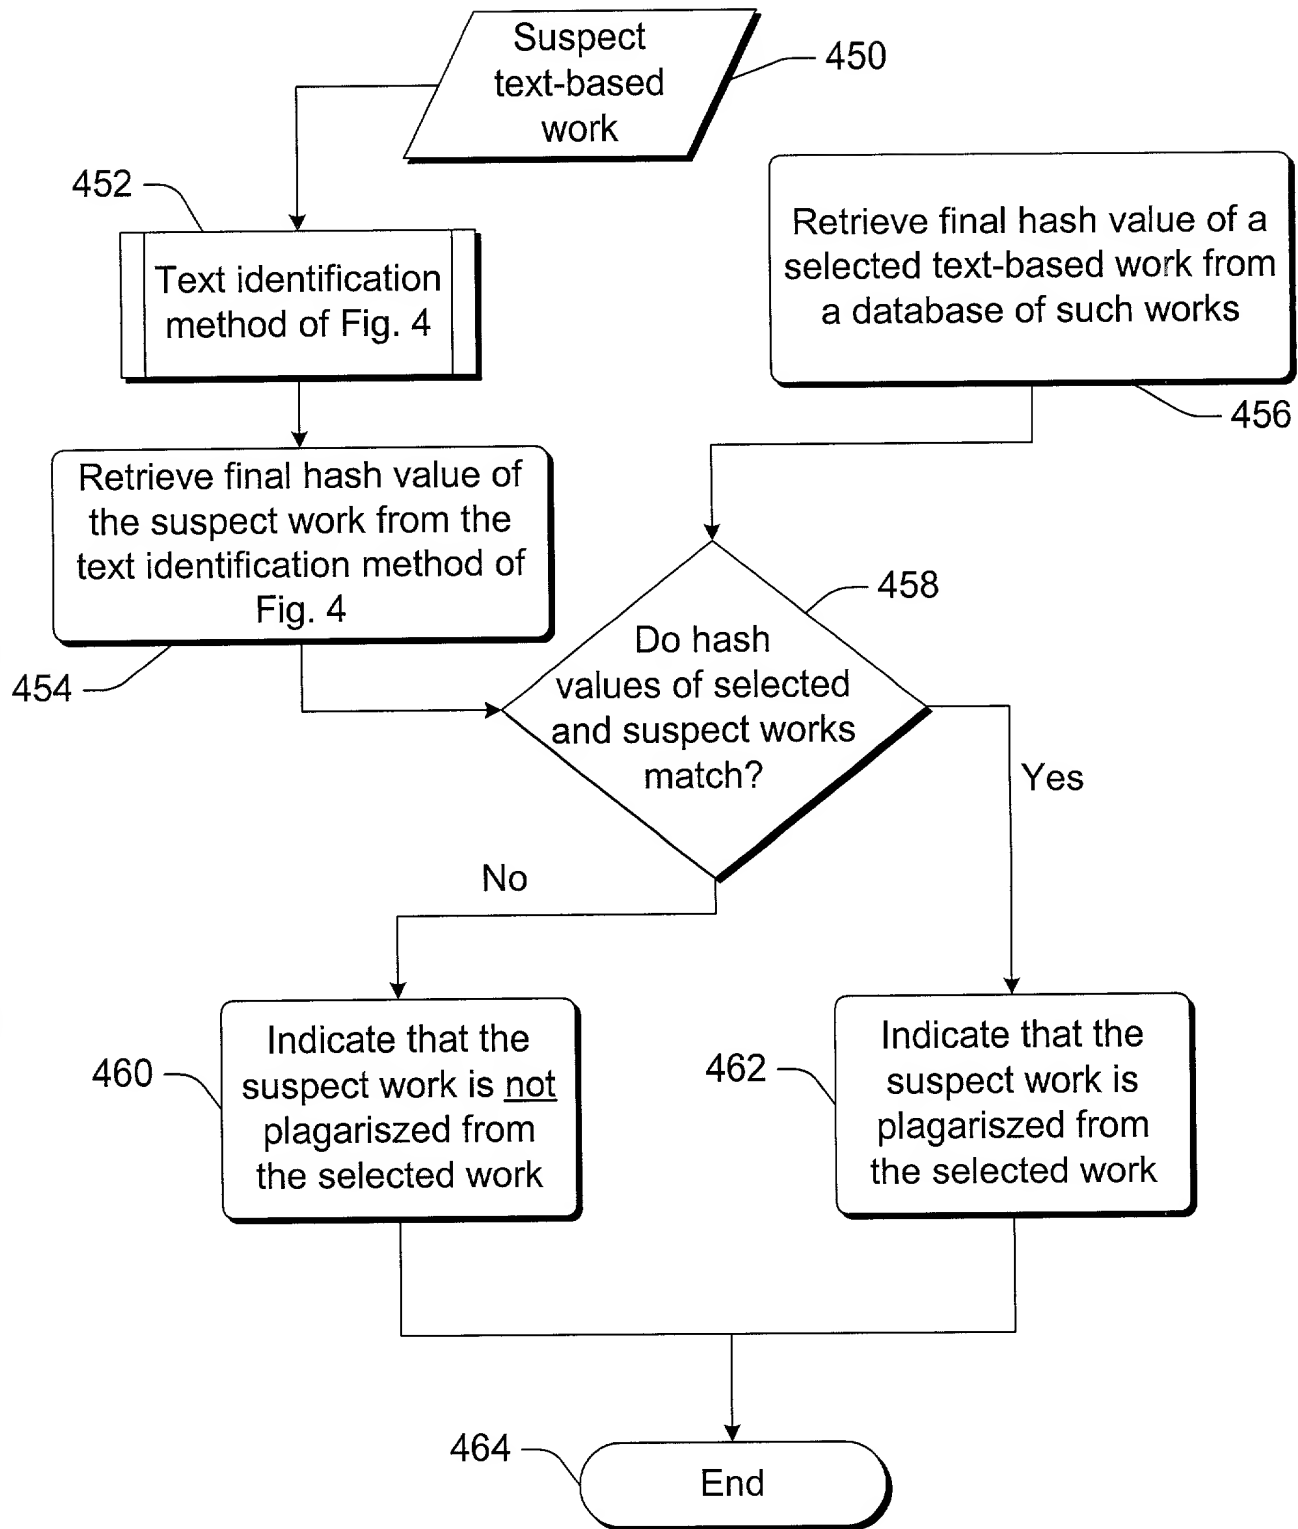 Suspect
text-based
work
450
452
Text identification
method of Fig. 4
Retrieve final hash value of a
selected text-based work from
a database of such works
456
Retrieve final hash value of
the suspect work from the
text identification method of
Fig. 4
454
458
Do hash
values of selected
and suspect works
match?
Yes
No
460
Indicate that the
suspect work is not
plagariszed from
the selected work
462
Indicate that the
suspect work is
plagariszed from
the selected work
464
End